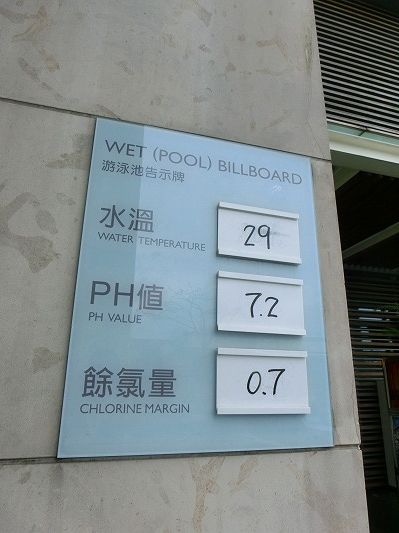 WET (POOL) BILLBOARD
游泳池告示牌
水溫
WATER TEMPERATURE
29
PH值
PH VALUE
7.2
餘氯量
CHLORINE MARGIN
0.7